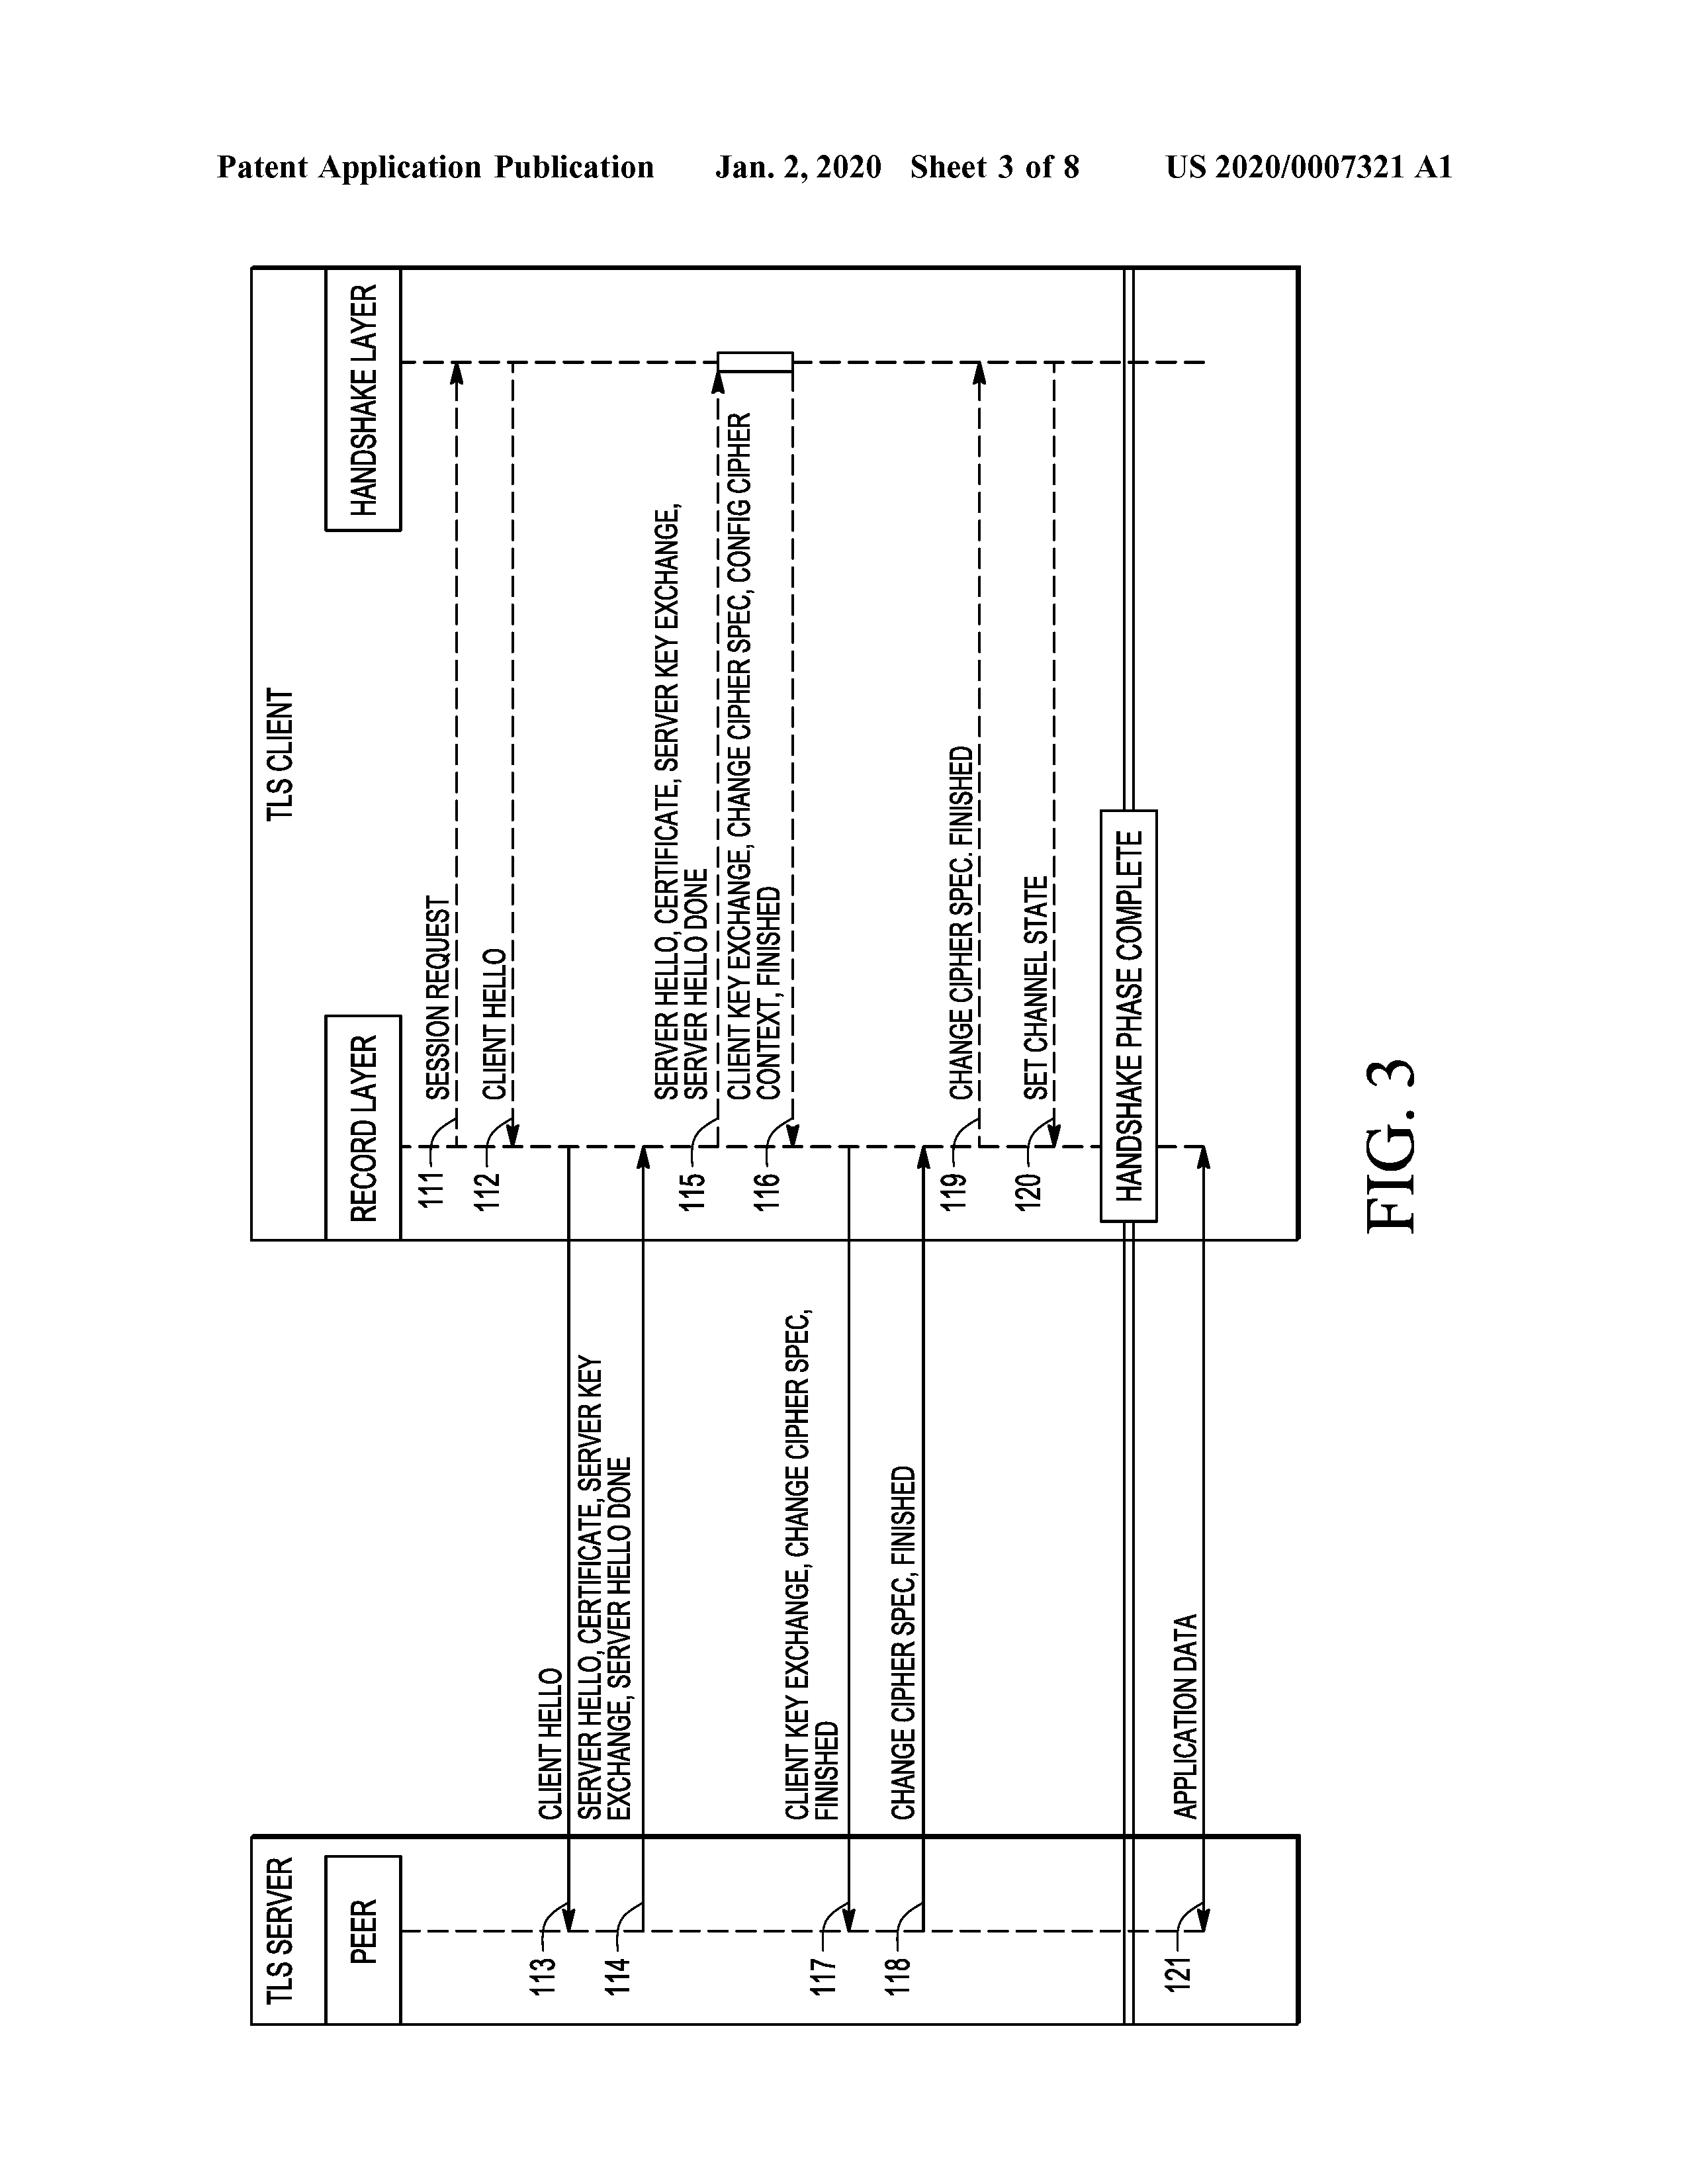 Patent Application Publication Jan. 2, 2020 Sheet 3 of 8 US 2020/0007321 A1
TLS SERVER
TLS CLIENT
PEER
RECORD LAYER
HANDSHAKE LAYER
111
SESSION REQUEST
112
CLIENT HELLO
113
CLIENT HELLO
114
SERVER HELLO, CERTIFICATE, SERVER KEY
EXCHANGE, SERVER HELLO DONE
115
SERVER HELLO, CERTIFICATE, SERVER KEY EXCHANGE,
SERVER HELLO DONE
116
CLIENT KEY EXCHANGE, CHANGE CIPHER SPEC, CONFIG CIPHER
CONTEXT, FINISHED
117
CLIENT KEY EXCHANGE, CHANGE CIPHER SPEC,
FINISHED
118
CHANGE CIPHER SPEC, FINISHED
119
CHANGE CIPHER SPEC. FINISHED
120
SET CHANNEL STATE
HANDSHAKE PHASE COMPLETE
121
APPLICATION DATA
FIG. 3